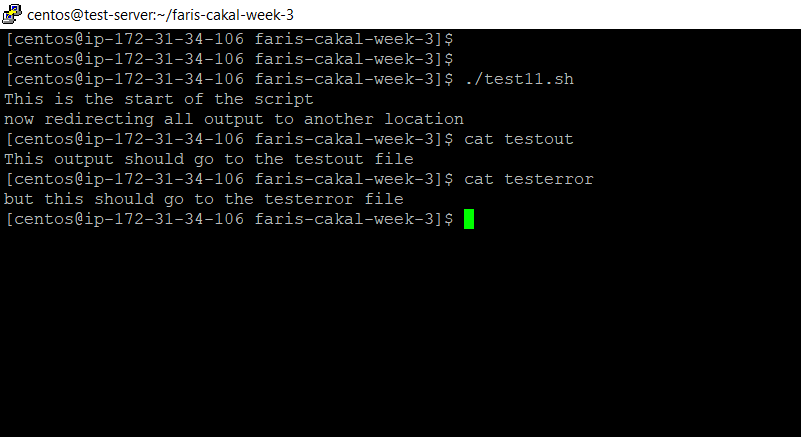 centos@test-server:~/faris-cakal-week-3
[centos@ip-172-31-34-106 faris-cakal-week-3]$
[centos@ip-172-31-34-106 faris-cakal-week-3]$
[centos@ip-172-31-34-106 faris-cakal-week-3]$ ./test11.sh
This is the start of the script
now redirecting all output to another location
[centos@ip-172-31-34-106 faris-cakal-week-3]$ cat testout
This output should go to the testout file
[centos@ip-172-31-34-106 faris-cakal-week-3]$ cat testerror
but this should go to the testerror file
[centos@ip-172-31-34-106 faris-cakal-week-3]$